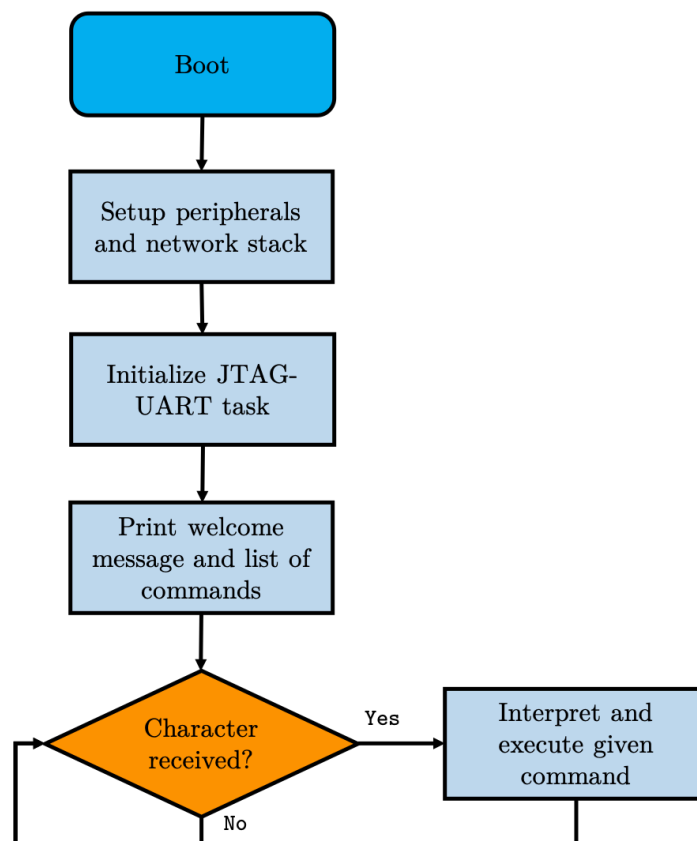 Boot
Setup peripherals
and network stack
Initialize JTAG-
UART task
Print welcome
message and list of
commands
Character
received?
Yes
Interpret and
execute given
command
No